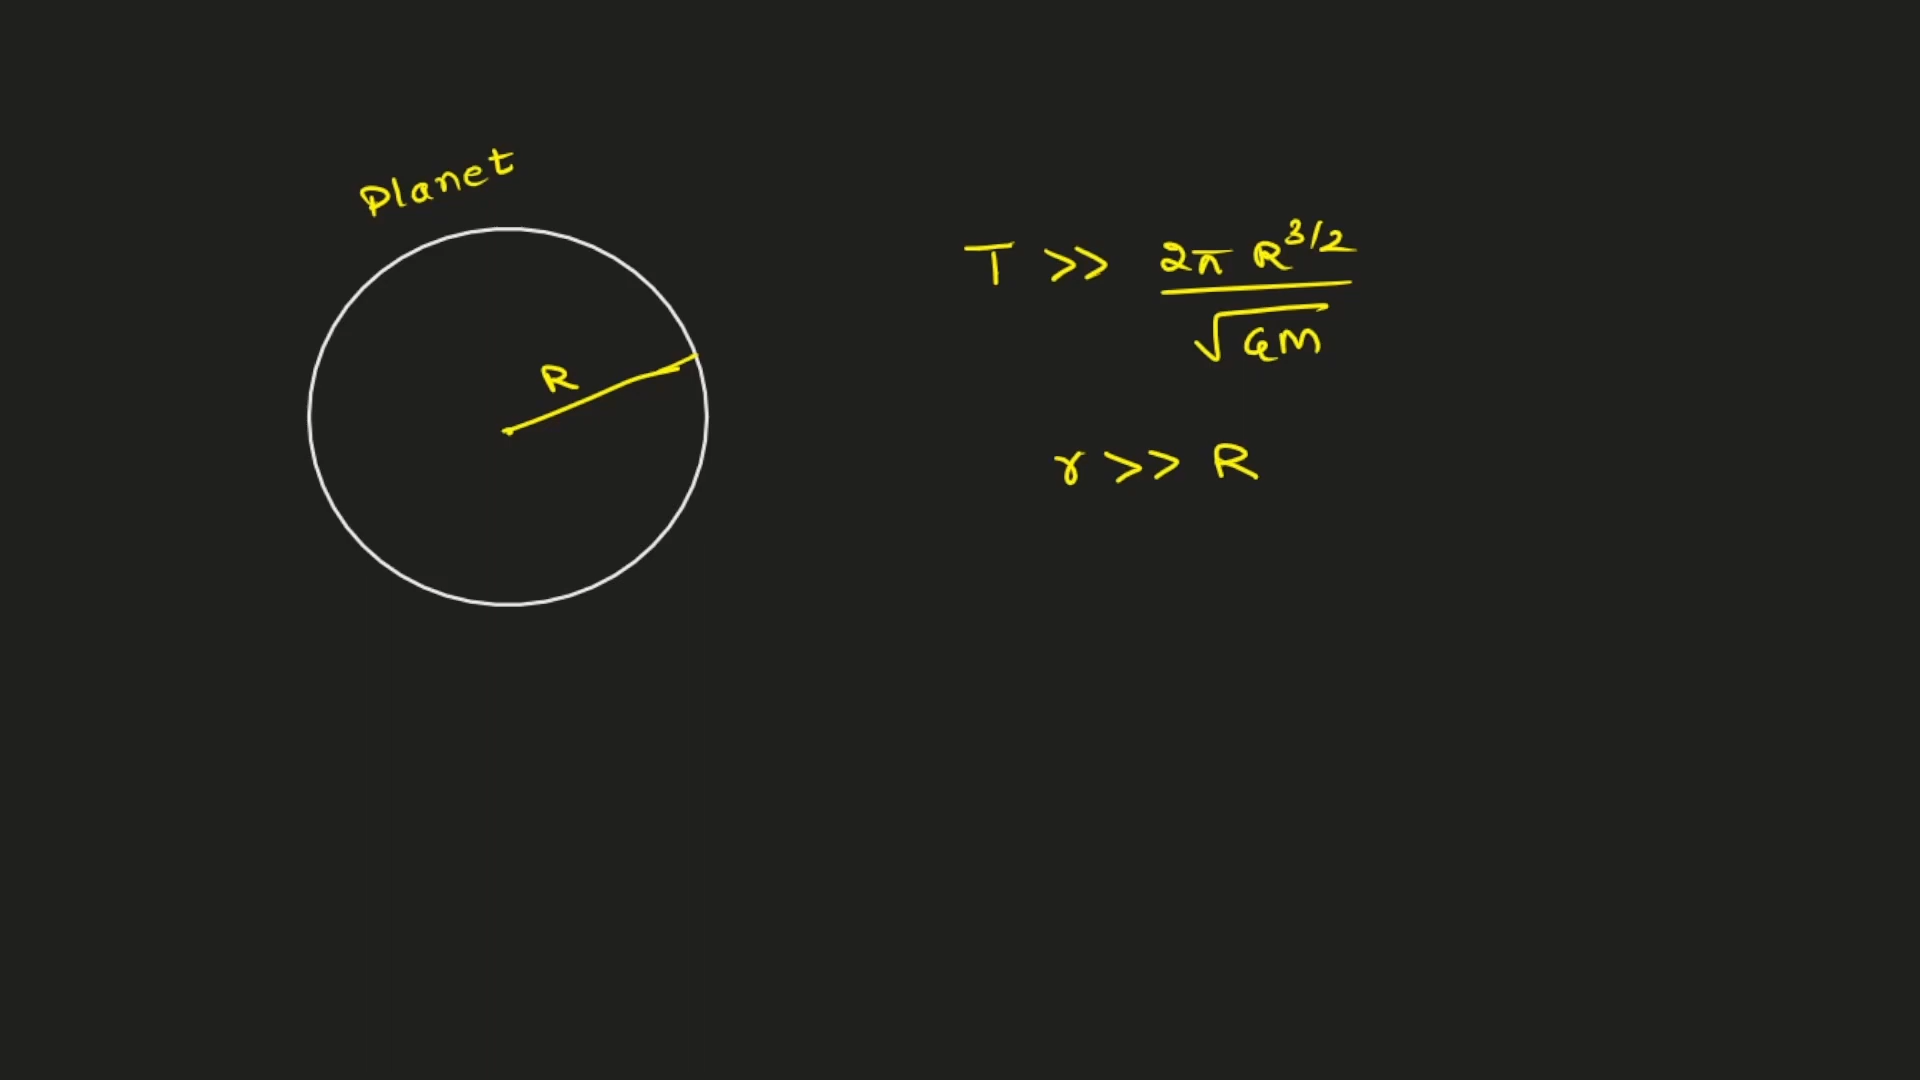 Planet
R
T >> 2π R^3/2 / √GM
r >> R